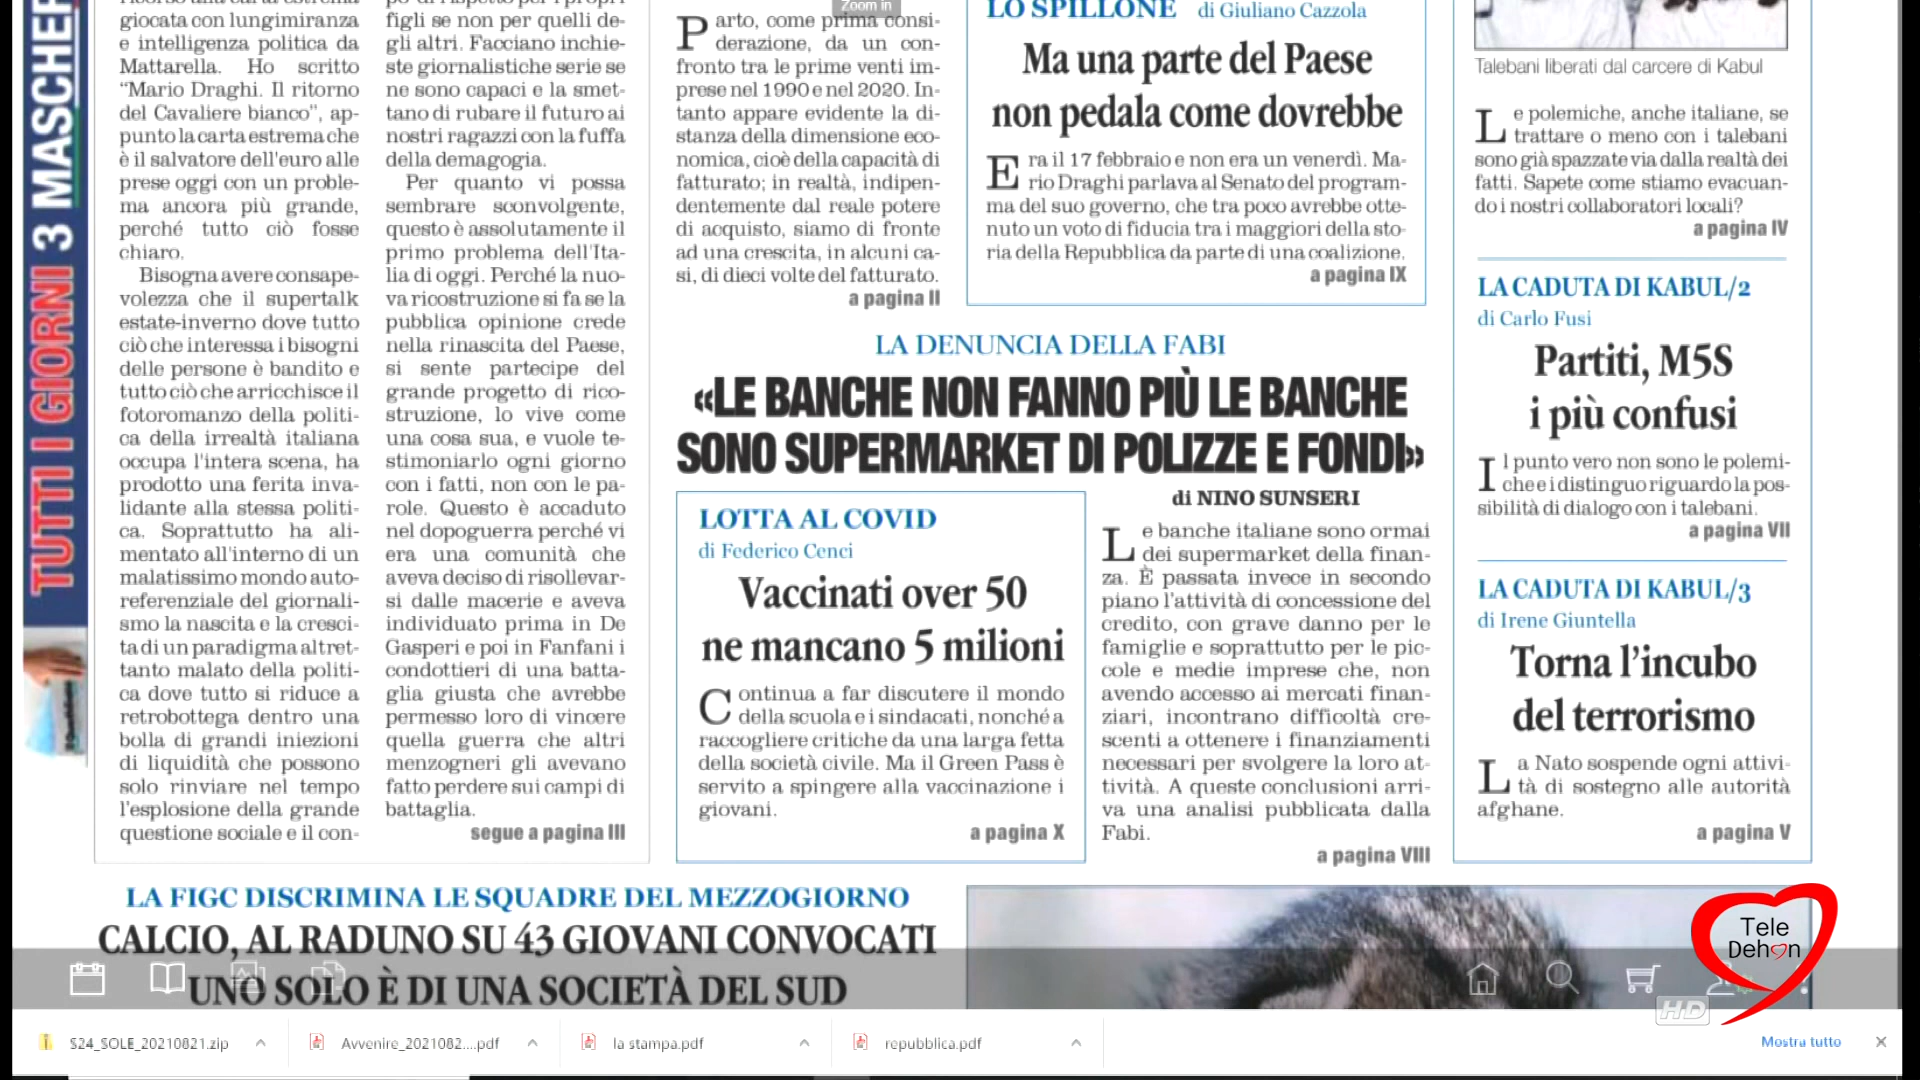 TUTTI I GIORNI 3 MASCHER
giocata con lungimiranza
e intelligenza politica da
Mattarella. Ho scritto
“Mario Draghi. Il ritorno
del Cavaliere bianco”, ap-
punto la carta estrema che
è il salvatore dell'euro alle
prese oggi con un proble-
ma ancora più grande,
perché tutto ciò fosse
chiaro.
Bisogna avere consape-
volezza che il supertalk
estate-inverno dove tutto
ciò che interessa i bisogni
delle persone è bandito e
tutto ciò che arricchisce il
fotoromanzo della politi-
ca della irrealtà italiana
occupa l'intera scena, ha
prodotto una ferita inva-
lidante alla stessa politi-
ca. Soprattutto ha ali-
mentato all'interno di un
malatissimo mondo auto-
referenziale del giornali-
smo la nascita e la cresci-
ta di un paradigma altret-
tanto malato della politi-
ca dove tutto si riduce a
retrobottega dentro una
bolla di grandi iniezioni
di liquidità che possono
solo rinviare nel tempo
l'esplosione della grande
questione sociale e il con-
figli se non per quelli de-
gli altri. Facciano inchie-
ste giornalistiche serie se
ne sono capaci e la smet-
tano di rubare il futuro ai
nostri ragazzi con la fuffa
della demagogia.
Per quanto vi possa
sembrare sconvolgente,
questo è assolutamente il
primo problema dell'Ita-
lia di oggi. Perché la nuo-
va ricostruzione si fa se la
pubblica opinione crede
nella rinascita del Paese,
si sente partecipe del
grande progetto di rico-
struzione, lo vive come
una cosa sua, e vuole te-
stimoniarlo ogni giorno
con i fatti, non con le pa-
role. Questo è accaduto
nel dopoguerra perché vi
era una comunità che
aveva deciso di risollevar-
si dalle macerie e aveva
individuato prima in De
Gasperi e poi in Fanfani i
condottieri di una batta-
glia giusta che avrebbe
permesso loro di vincere
quella guerra che altri
menzogneri gli avevano
fatto perdere sui campi di
battaglia.
segue a pagina III
Zoom in
Parto, come prima consi-
derazione, da un con-
fronto tra le prime venti im-
prese nel 1990 e nel 2020. In-
tanto appare evidente la di-
stanza della dimensione eco-
nomica, cioè della capacità di
fatturato; in realtà, indipen-
dentemente dal reale potere
di acquisto, siamo di fronte
ad una crescita, in alcuni ca-
si, di dieci volte del fatturato.
a pagina II
LO SPILLONE di Giuliano Cazzola
Ma una parte del Paese
non pedala come dovrebbe
Era il 17 febbraio e non era un venerdì. Ma-
rio Draghi parlava al Senato del program-
ma del suo governo, che tra poco avrebbe otte-
nuto un voto di fiducia tra i maggiori della sto-
ria della Repubblica da parte di una coalizione.
a pagina IX
LA DENUNCIA DELLA FABI
«LE BANCHE NON FANNO PIÙ LE BANCHE
SONO SUPERMARKET DI POLIZZE E FONDI»
LOTTA AL COVID
di Federico Cenci
Vaccinati over 50
ne mancano 5 milioni
Continua a far discutere il mondo
della scuola e i sindacati, nonché a
raccogliere critiche da una larga fetta
della società civile. Ma il Green Pass è
servito a spingere alla vaccinazione i
giovani.
a pagina X
di NINO SUNSERI
Le banche italiane sono ormai
dei supermarket della finan-
za. È passata invece in secondo
piano l'attività di concessione del
credito, con grave danno per le
famiglie e soprattutto per le pic-
cole e medie imprese che, non
avendo accesso ai mercati finan-
ziari, incontrano difficoltà cre-
scenti a ottenere i finanziamenti
necessari per svolgere la loro at-
tività. A queste conclusioni arri-
va una analisi pubblicata dalla
Fabi.
a pagina VIII
Talebani liberati dal carcere di Kabul
Le polemiche, anche italiane, se
trattare o meno con i talebani
sono già spazzate via dalla realtà dei
fatti. Sapete come stiamo evacuan-
do i nostri collaboratori locali?
a pagina IV
LA CADUTA DI KABUL/2
di Carlo Fusi
Partiti, M5S
i più confusi
Il punto vero non sono le polemi-
che e i distinguo riguardo la pos-
sibilità di dialogo con i talebani.
a pagina VII
LA CADUTA DI KABUL/3
di Irene Giuntella
Torna l'incubo
del terrorismo
La Nato sospende ogni attivi-
tà di sostegno alle autorità
afghane.
a pagina V
LA FIGC DISCRIMINA LE SQUADRE DEL MEZZOGIORNO
CALCIO, AL RADUNO SU 43 GIOVANI CONVOCATI
UNO SOLO È DI UNA SOCIETÀ DEL SUD
Tele
Dehon
HD
S24_SOLE_20210821.zip
Avvenire_2021082....pdf
la stampa.pdf
repubblica.pdf
Mostra tutto